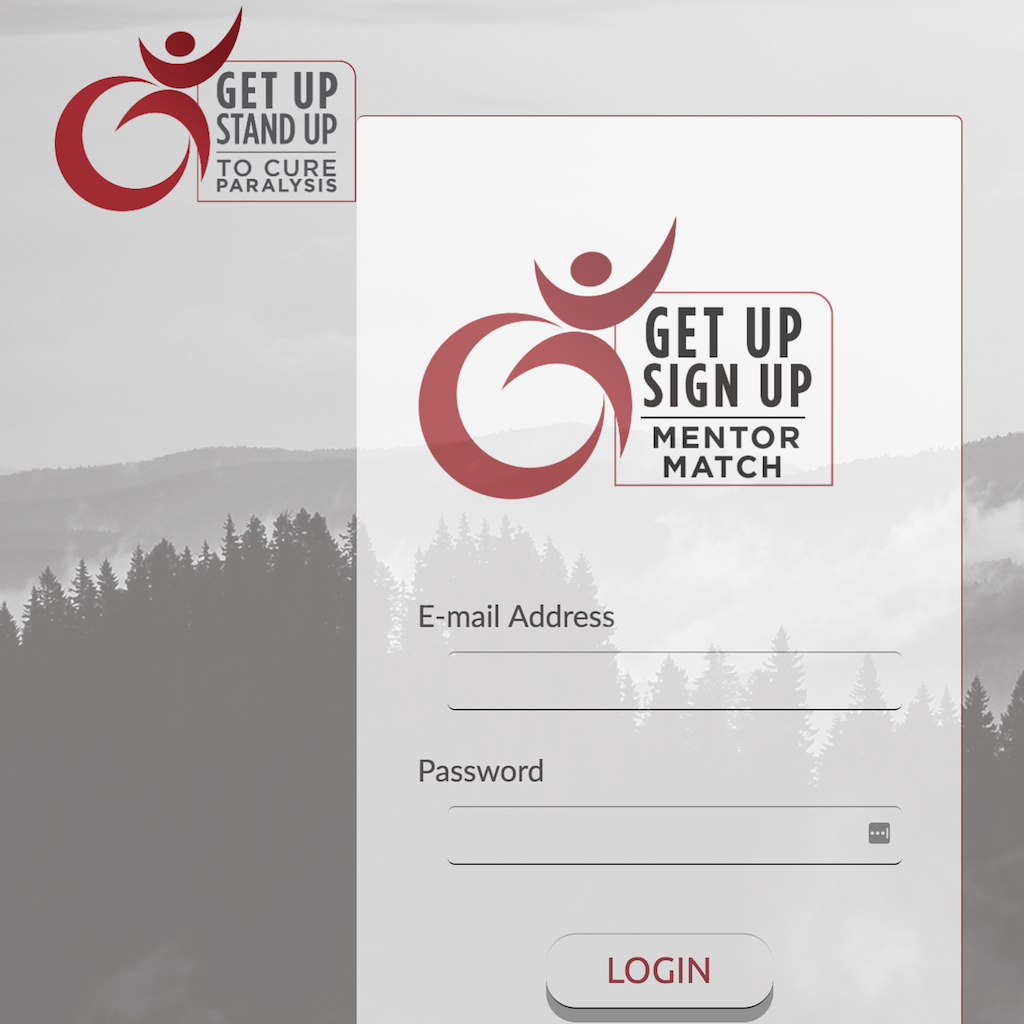 GET UP
STAND UP
TO CURE
PARALYSIS
GET UP
SIGN UP
MENTOR
MATCH
E-mail Address
Password
LOGIN